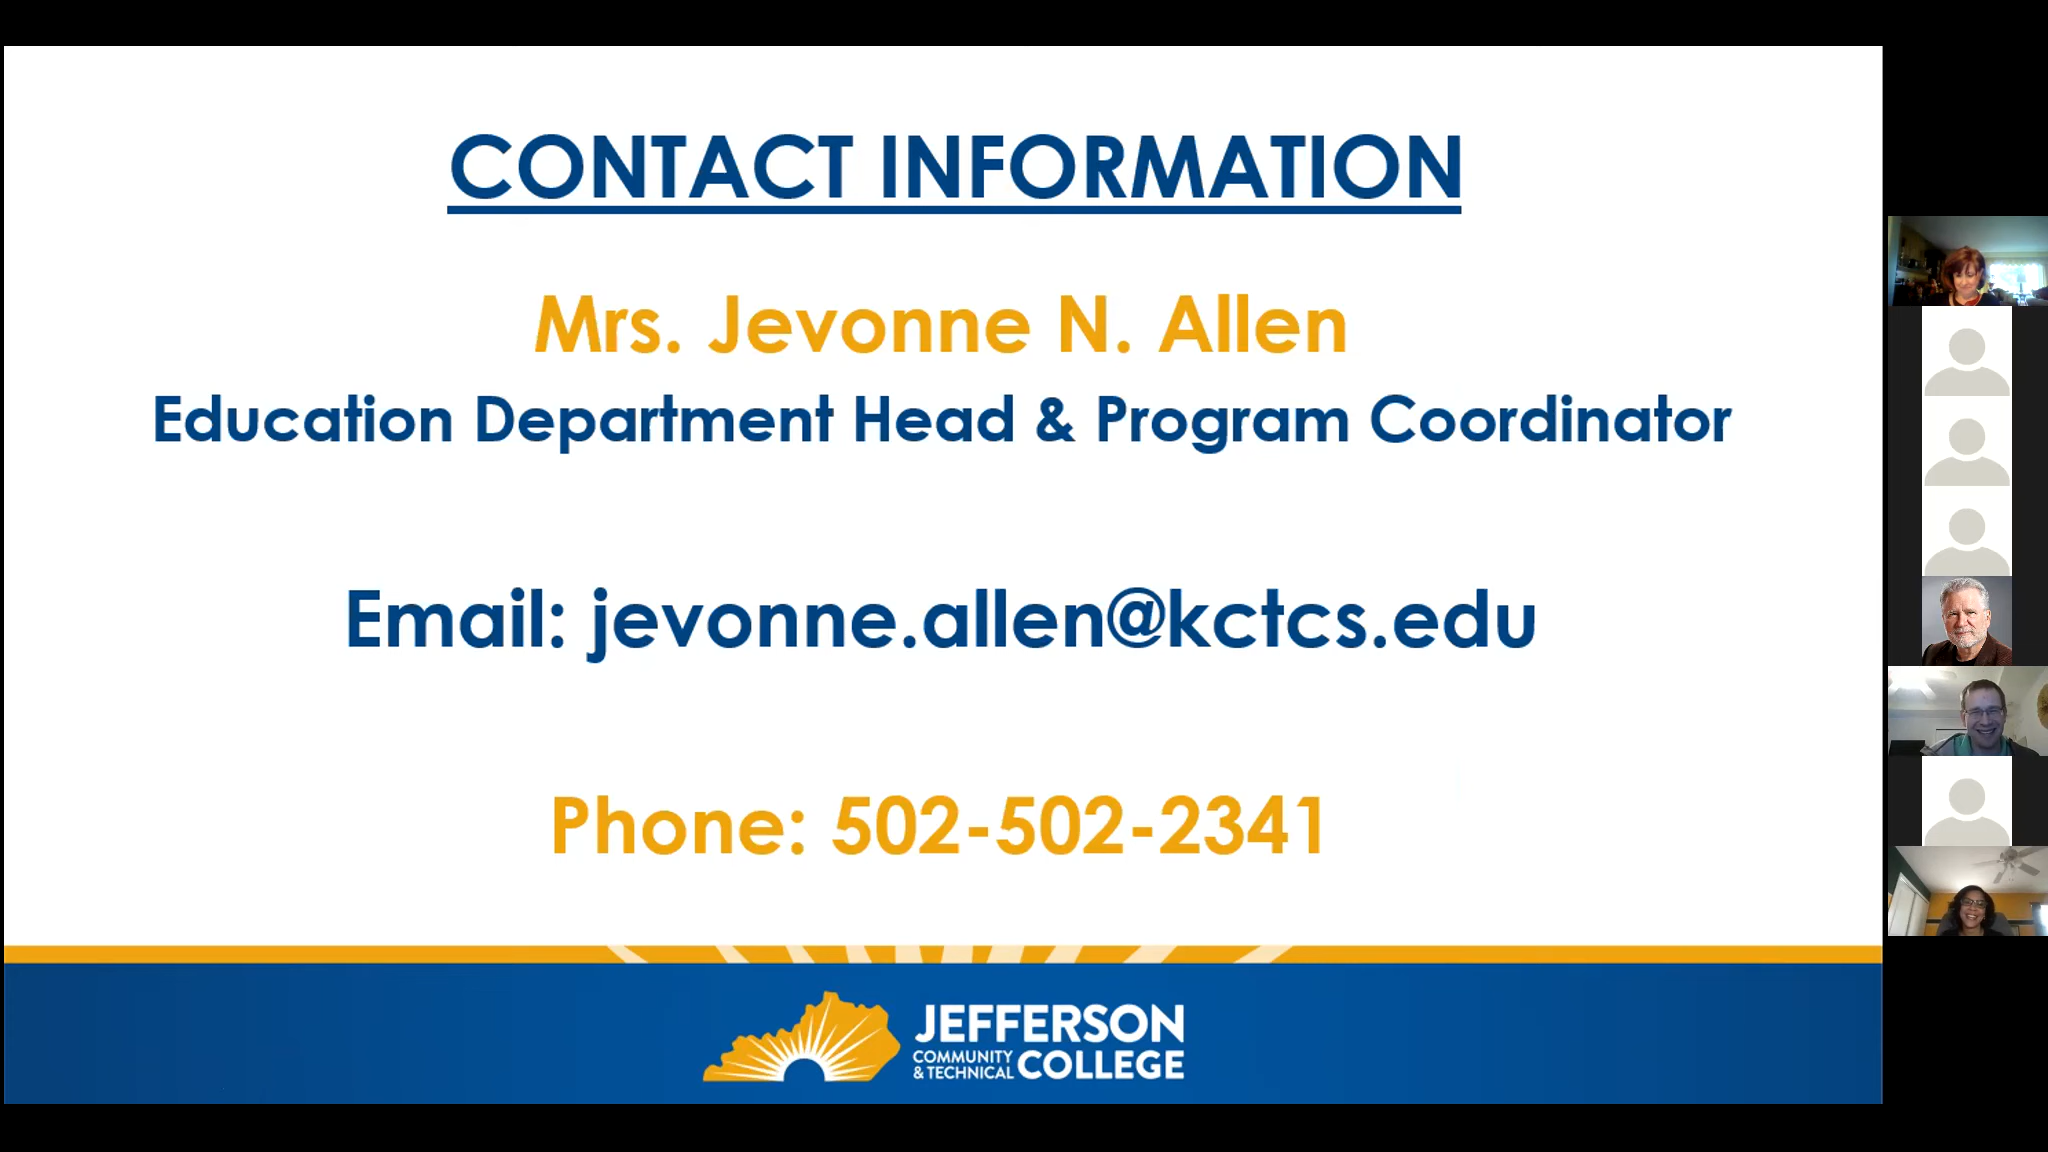 CONTACT INFORMATION
Mrs. Jevonne N. Allen
Education Department Head & Program Coordinator
Email: jevonne.allen@kctcs.edu
Phone: 502-502-2341
JEFFERSON
COMMUNITY & TECHNICAL COLLEGE